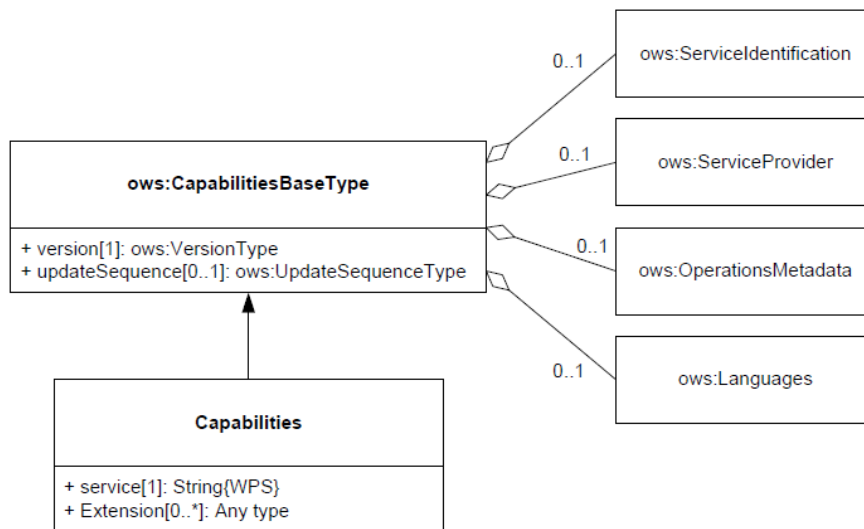 0..1
ows:ServiceIdentification
ows:CapabilitiesBaseType
0..1
ows:ServiceProvider
+ version[1]: ows:VersionType
+ updateSequence[0..1]: ows:UpdateSequenceType
0..1
ows:OperationsMetadata
0..1
ows:Languages
Capabilities
+ service[1]: String{WPS}
+ Extension[0..*]: Any type